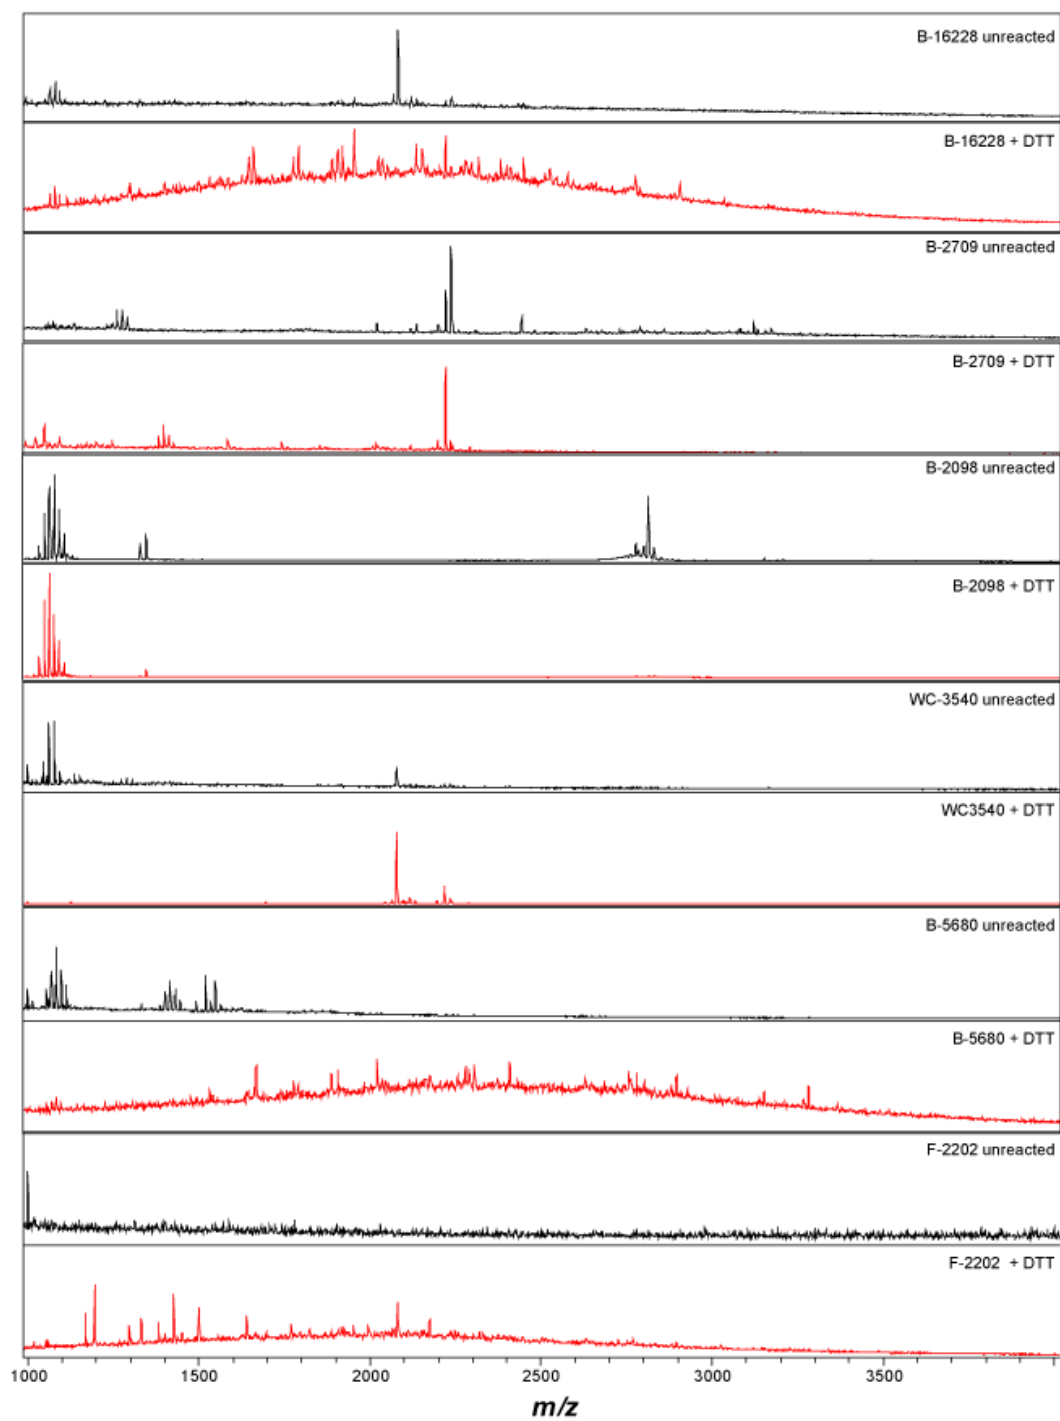 B-16228 unreacted
B-16228 + DTT
B-2709 unreacted
B-2709 + DTT
B-2098 unreacted
B-2098 + DTT
WC-3540 unreacted
WC3540 + DTT
B-5680 unreacted
B-5680 + DTT
F-2202 unreacted
F-2202 + DTT
1000 1500 2000 2500 3000 3500
m/z